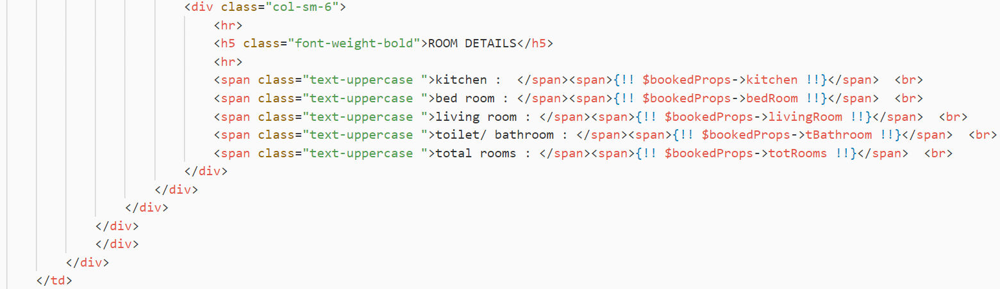 <div class="col-sm-6">
<hr>
<h5 class="font-weight-bold">ROOM DETAILS</h5>
<hr>
<span class="text-uppercase ">kitchen :  </span><span>{!! $bookedProps->kitchen !!}</span>  <br>
<span class="text-uppercase ">bed room : </span><span>{!! $bookedProps->bedRoom !!}</span>  <br>
<span class="text-uppercase ">living room : </span><span>{!! $bookedProps->livingRoom !!}</span>  <br>
<span class="text-uppercase ">toilet/ bathroom : </span><span>{!! $bookedProps->tBathroom !!}</span>  <br>
<span class="text-uppercase ">total rooms : </span><span>{!! $bookedProps->totRooms !!}</span>  <br>
</div>
</div>
</div>
</div>
</div>
</div>
</td>